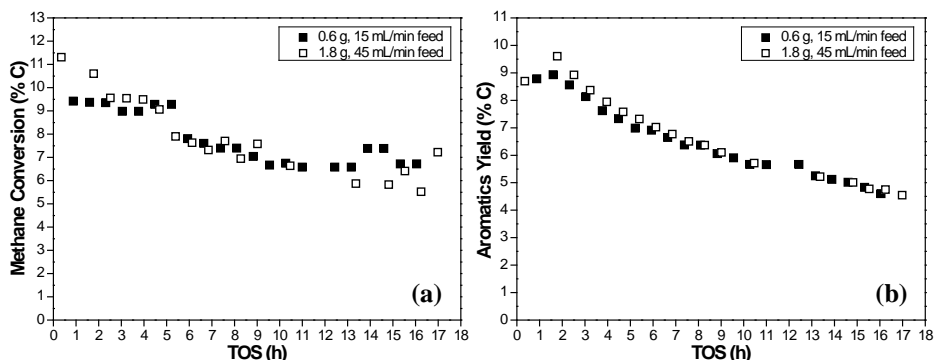 13
12
11
10
9
8
7
6
5
4
3
2
1
0
Methane Conversion (% C)
0.6 g, 15 mL/min feed
1.8 g, 45 mL/min feed
(a)
0 1 2 3 4 5 6 7 8 9 10 11 12 13 14 15 16 17 18
TOS (h)
11
10
9
8
7
6
5
4
3
2
1
0
Aromatics Yield (% C)
0.6 g, 15 mL/min feed
1.8 g, 45 mL/min feed
(b)
0 1 2 3 4 5 6 7 8 9 10 11 12 13 14 15 16 17 18
TOS (h)